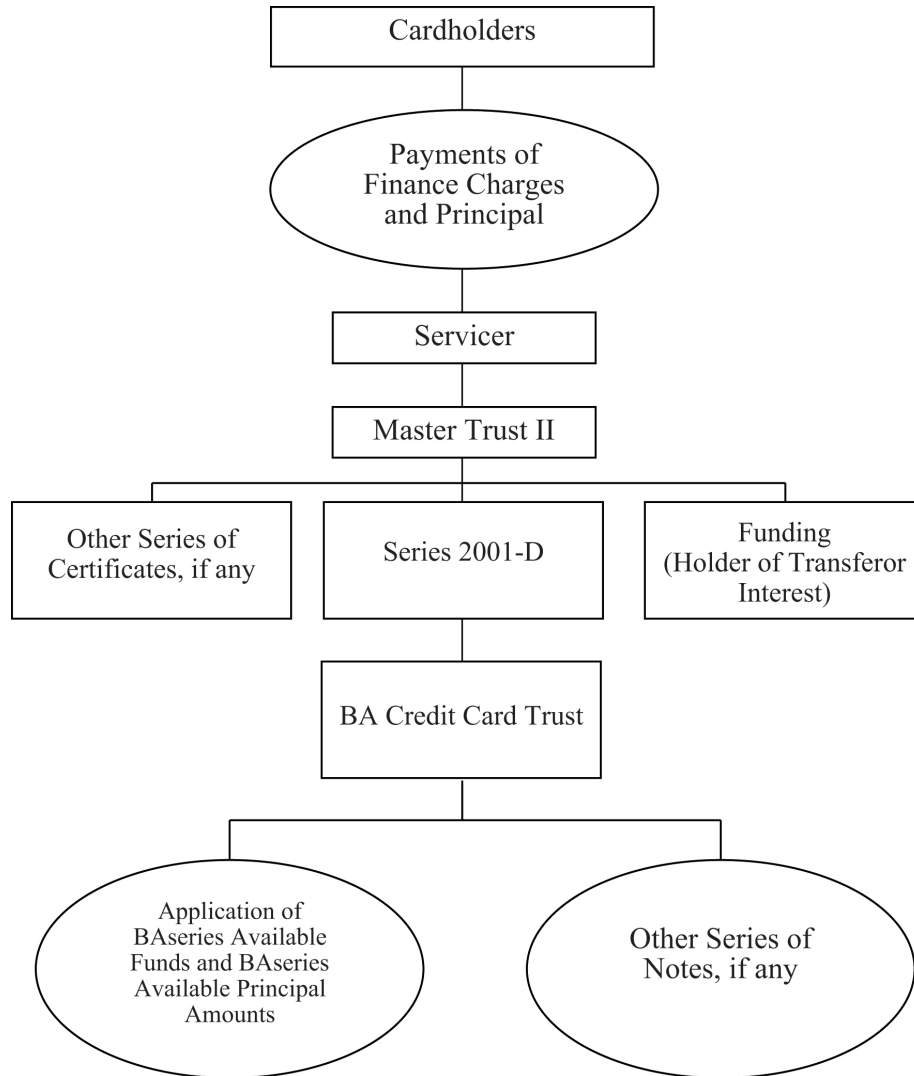 Cardholders
Payments of
Finance Charges
and Principal
Servicer
Master Trust II
Other Series of
Certificates, if any
Series 2001-D
Funding
(Holder of Transferor
Interest)
BA Credit Card Trust
Application of
BAseries Available
Funds and BAseries
Available Principal
Amounts
Other Series of
Notes, if any